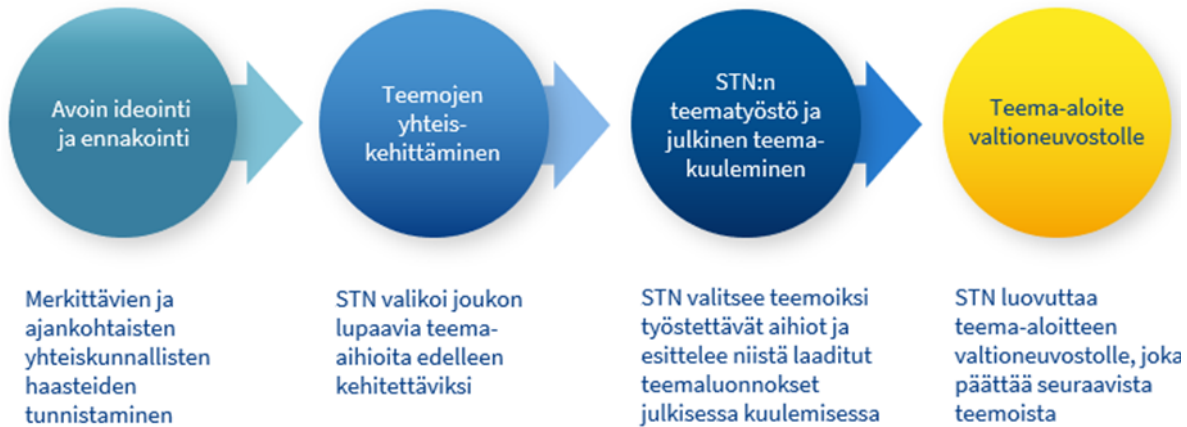 Avoin ideointi
ja ennakointi
Teemojen
yhteis-
kehittäminen
STN:n
teematyöstö ja
julkinen teema-
kuuleminen
Teema-aloite
valtioneuvostolle
Merkittävien ja
ajankohtaisten
yhteiskunnallisten
haasteiden
tunnistaminen
STN valikoi joukon
lupaavia teema-
aihioita edelleen
kehitettäviksi
STN valitsee teemoiksi
työstettävät aihiot ja
esittelee niistä laaditut
teemaluonnokset
julkisessa kuulemisessa
STN luovuttaa
teema-aloitteen
valtioneuvostolle, joka
päättää seuraavista
teemoista